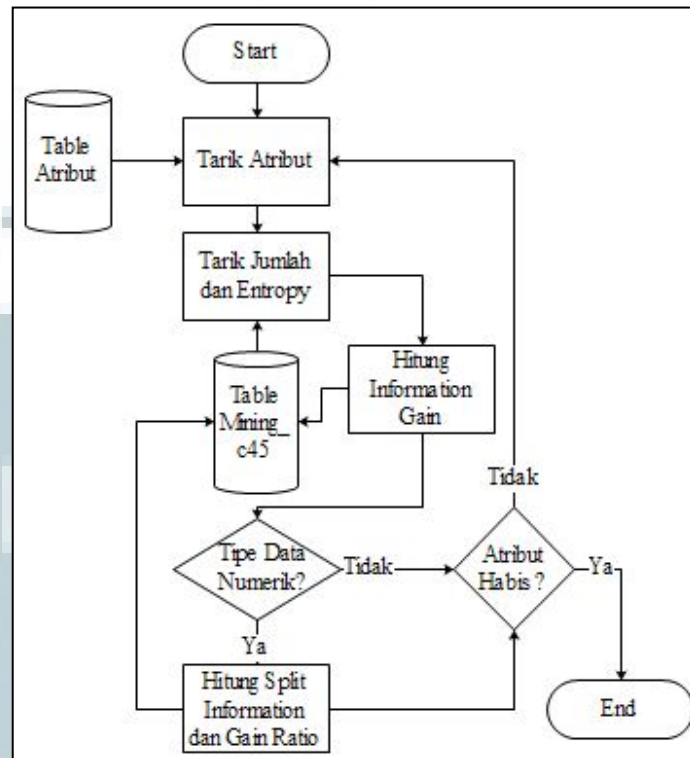 Start
Table
Atribut
Tarik Atribut
Tarik Jumlah
dan Entropy
Hitung
Information
Gain
Table
Mining_
c45
Tidak
Tipe Data
Numerik?
Tidak
Atribut
Habis ?
Ya
Ya
Hitung Split
Information
dan Gain Ratio
End